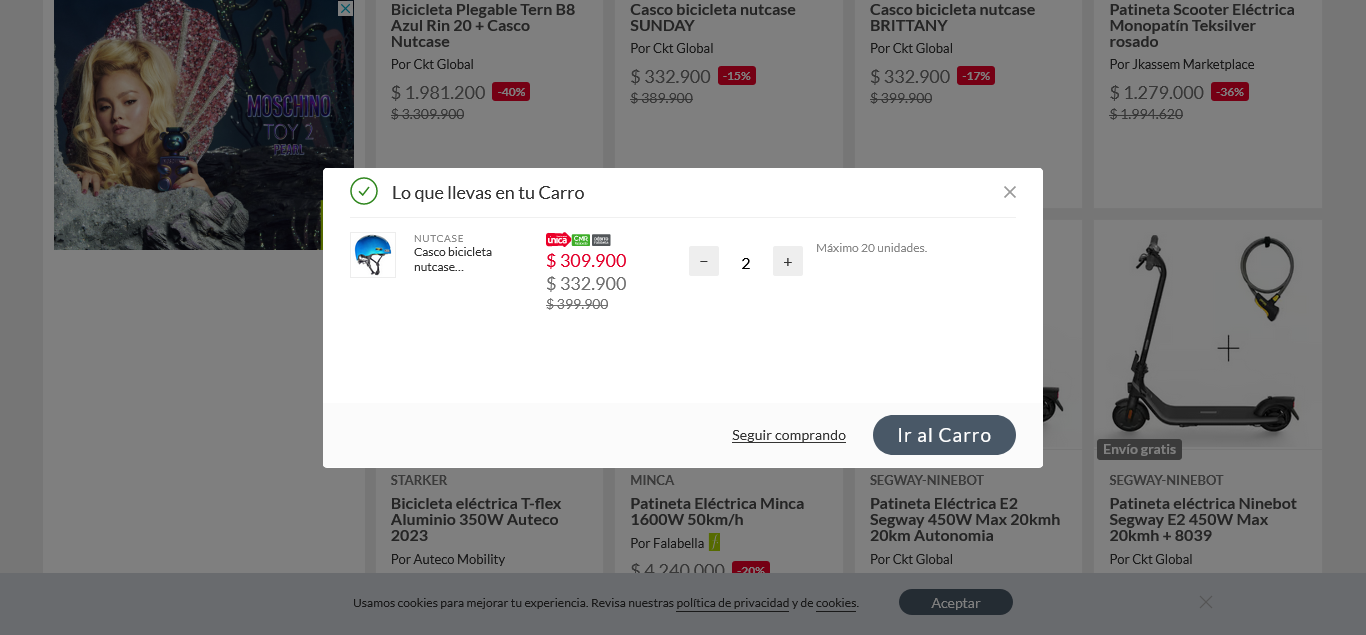 MOSCHINO
TOY 2
PEARL
Bicicleta Plegable Tern B8
Azul Rin 20 + Casco
Nutcase
Por Ckt Global
$ 1.981.200 -40%
$ 3.309.900
Casco bicicleta nutcase
SUNDAY
Por Ckt Global
$ 332.900 -15%
$ 389.900
Casco bicicleta nutcase
BRITTANY
Por Ckt Global
$ 332.900 -17%
$ 399.900
Patineta Scooter Eléctrica
Monopatín Teksilver
rosado
Por Jkassem Marketplace
$ 1.279.000 -36%
$ 1.994.620
Lo que llevas en tu Carro
NUTCASE
Casco bicicleta
nutcase...
única CMR
$ 309.900
$ 332.900
$ 399.900
− 2 +
Máximo 20 unidades.
Seguir comprando
Ir al Carro
Envío gratis
STARKER
Bicicleta eléctrica T-flex
Aluminio 350W Auteco
2023
Por Auteco Mobility
MINCA
Patineta Eléctrica Minca
1600W 50km/h
Por Falabella
$ 4.240.000 -20%
SEGWAY-NINEBOT
Patineta Eléctrica E2
Segway 450W Max 20kmh
20km Autonomia
Por Ckt Global
SEGWAY-NINEBOT
Patineta eléctrica Ninebot
Segway E2 450W Max
20kmh + 8039
Por Ckt Global
Usamos cookies para mejorar tu experiencia. Revisa nuestras política de privacidad y de cookies.
Aceptar